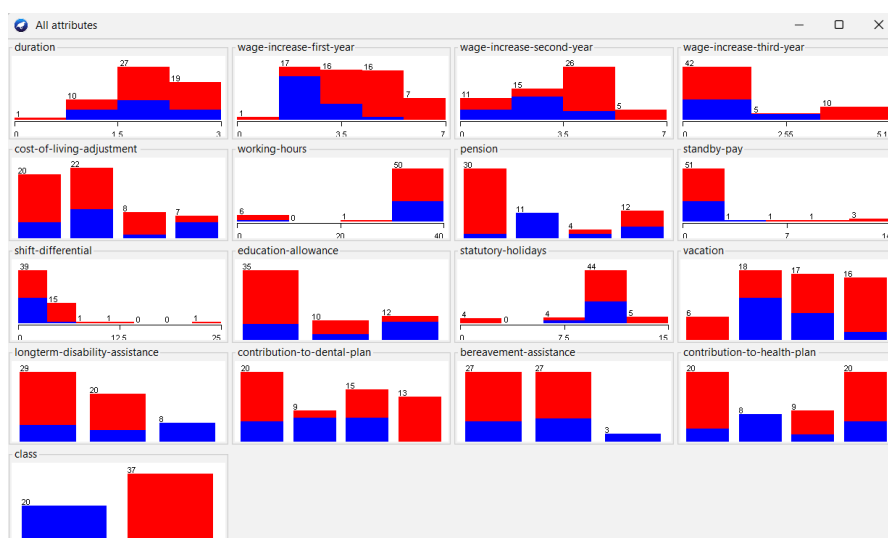 All attributes
duration
1
10
27
19
0 1.5 3
wage-increase-first-year
1
17
16
16
7
0 3.5 7
wage-increase-second-year
11
15
26
5
0 3.5 7
wage-increase-third-year
42
5
10
0 2.55 5.1
cost-of-living-adjustment
20
22
8
7
working-hours
6
0
1
50
0 20 40
pension
30
11
4
12
standby-pay
51
1
1
1
3
0 7 14
shift-differential
39
15
1
1
0
0
1
0 12.5 25
education-allowance
35
10
12
statutory-holidays
4
0
4
44
5
0 7.5 15
vacation
6
18
17
16
longterm-disability-assistance
29
20
8
contribution-to-dental-plan
20
9
15
13
bereavement-assistance
27
27
3
contribution-to-health-plan
20
8
9
20
class
20
37